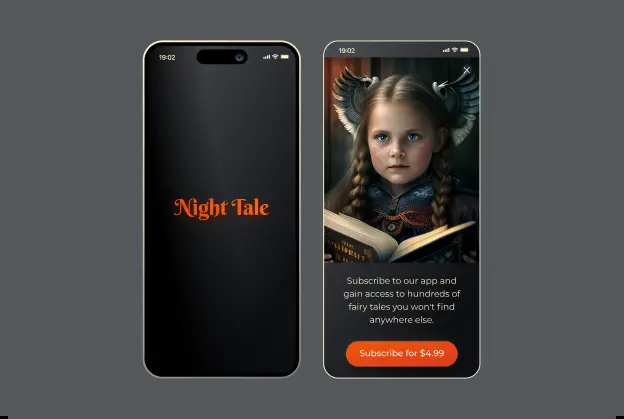 19:02
Night Tale
19:02
Subscribe to our app and
gain access to hundreds of
fairy tales you won't find
anywhere else.
Subscribe for $4.99